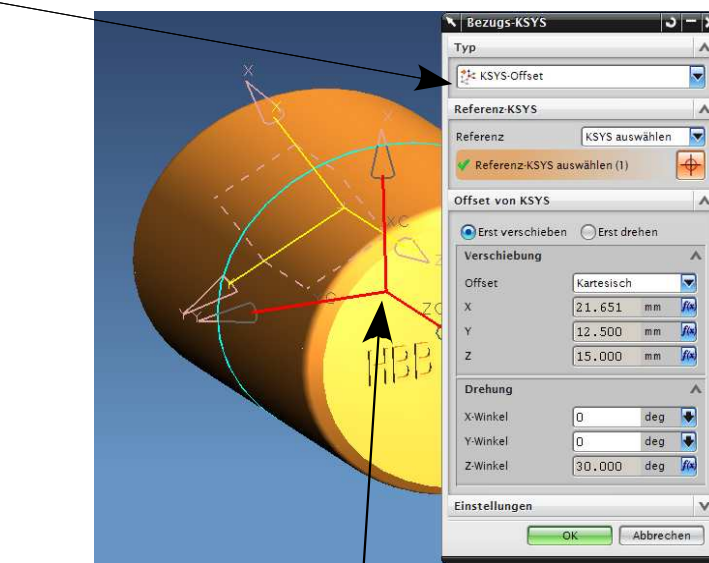 Bezugs-KSYS
Typ
KSYS-Offset
Referenz-KSYS
Referenz KSYS auswählen
Referenz-KSYS auswählen (1)
Offset von KSYS
Erst verschieben Erst drehen
Verschiebung
Offset Kartesisch
X 21.651 mm f(x)
Y 12.500 mm f(x)
Z 15.000 mm f(x)
Drehung
X-Winkel 0 deg
Y-Winkel 0 deg
Z-Winkel 30.000 deg f(x)
Einstellungen
OK Abbrechen
X
X
X
XC
Z
YC
ZC
Y
HBB